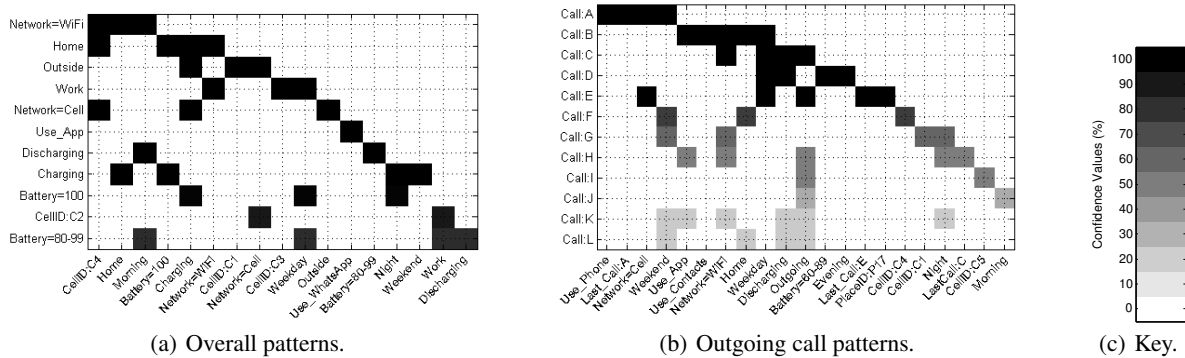 Network=WiFi
Home
Outside
Work
Network=Cell
Use_App
Discharging
Charging
Battery=100
CellID:C2
Battery=80-99
CellID:C4
Home
Morning
Battery=100
Charging
Network=WIFI
CellID:C1
Network=Cell
CellID:C3
Weekday
Outside
Use_WhatsApp
Battery=80-99
Night
Weekend
Work
Discharging
(a) Overall patterns.
Call:A
Call:B
Call:C
Call:D
Call:E
Call:F
Call:G
Call:H
Call:I
Call:J
Call:K
Call:L
Use_Phone
Last_Call:A
Network=Cell
Weekend
Use_App
Use_Contacts
Network=WIFI
Home
Weekday
Discharging
Outgoing
Battery=80-89
Evening
Last_Call:E
PlaceID:P17
CellID:C4
CellID:C1
Night
LastCall:C
CellID:C5
Morning
(b) Outgoing call patterns.
Confidence Values (%)
100
90
80
70
60
50
40
30
20
10
0
(c) Key.